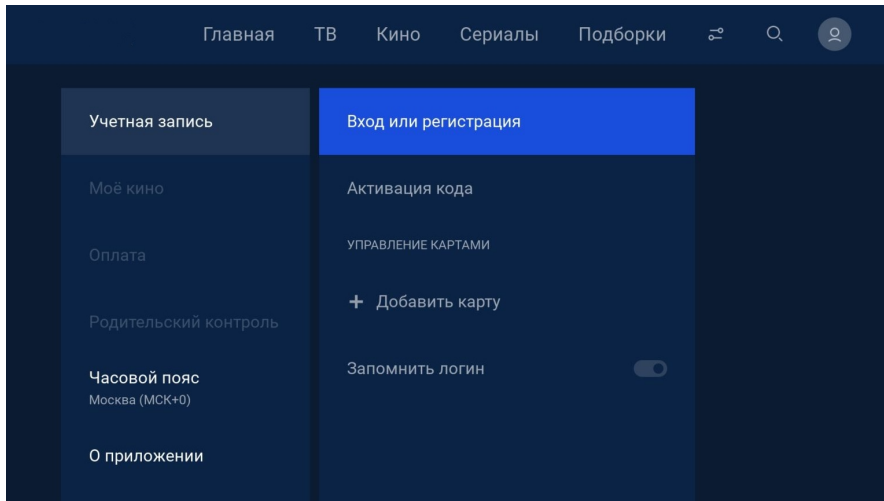 Главная ТВ Кино Сериалы Подборки
Учетная запись
Моё кино
Оплата
Родительский контроль
Часовой пояс
Москва (МСК+0)
О приложении
Вход или регистрация
Активация кода
УПРАВЛЕНИЕ КАРТАМИ
+ Добавить карту
Запомнить логин